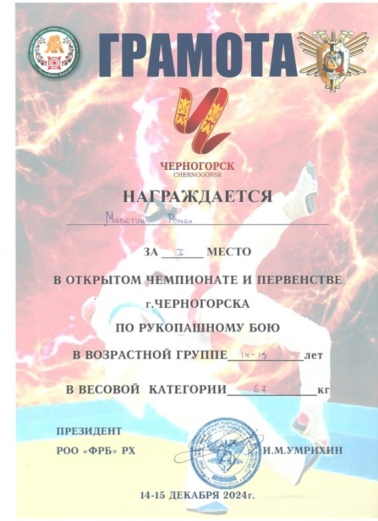 ГРАМОТА
ЧЕРНОГОРСК
CHERNOGORSK
НАГРАЖДАЕТСЯ
Малюгин Роман
ЗА I МЕСТО
В ОТКРЫТОМ ЧЕМПИОНАТЕ И ПЕРВЕНСТВЕ
г.ЧЕРНОГОРСКА
ПО РУКОПАШНОМУ БОЮ
В ВОЗРАСТНОЙ ГРУППЕ 14-15 лет
В ВЕСОВОЙ КАТЕГОРИИ 67 кг
ПРЕЗИДЕНТ
РОО «ФРБ» РХ И.М.УМРИХИН
14-15 ДЕКАБРЯ 2024г.